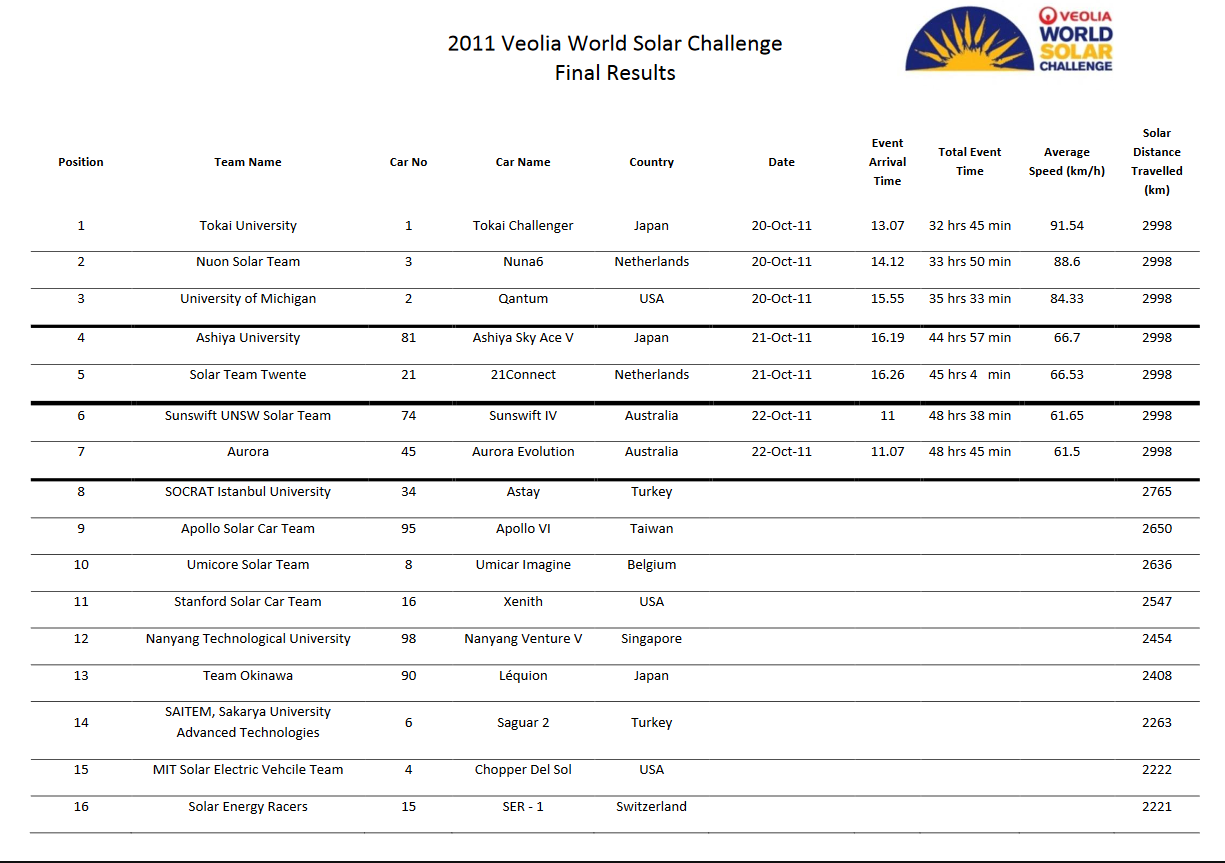 2011 Veolia World Solar Challenge
Final Results
VEOLIA
WORLD
SOLAR
CHALLENGE
Position Team Name Car No Car Name Country Date Event Arrival Time Total Event Time Average Speed (km/h) Solar Distance Travelled (km)
1 Tokai University 1 Tokai Challenger Japan 20-Oct-11 13.07 32 hrs 45 min 91.54 2998
2 Nuon Solar Team 3 Nuna6 Netherlands 20-Oct-11 14.12 33 hrs 50 min 88.6 2998
3 University of Michigan 2 Qantum USA 20-Oct-11 15.55 35 hrs 33 min 84.33 2998
4 Ashiya University 81 Ashiya Sky Ace V Japan 21-Oct-11 16.19 44 hrs 57 min 66.7 2998
5 Solar Team Twente 21 21Connect Netherlands 21-Oct-11 16.26 45 hrs 4 min 66.53 2998
6 Sunswift UNSW Solar Team 74 Sunswift IV Australia 22-Oct-11 11 48 hrs 38 min 61.65 2998
7 Aurora 45 Aurora Evolution Australia 22-Oct-11 11.07 48 hrs 45 min 61.5 2998
8 SOCRAT Istanbul University 34 Astay Turkey 2765
9 Apollo Solar Car Team 95 Apollo VI Taiwan 2650
10 Umicore Solar Team 8 Umicar Imagine Belgium 2636
11 Stanford Solar Car Team 16 Xenith USA 2547
12 Nanyang Technological University 98 Nanyang Venture V Singapore 2454
13 Team Okinawa 90 Léquion Japan 2408
14 SAITEM, Sakarya University Advanced Technologies 6 Saguar 2 Turkey 2263
15 MIT Solar Electric Vehcile Team 4 Chopper Del Sol USA 2222
16 Solar Energy Racers 15 SER - 1 Switzerland 2221